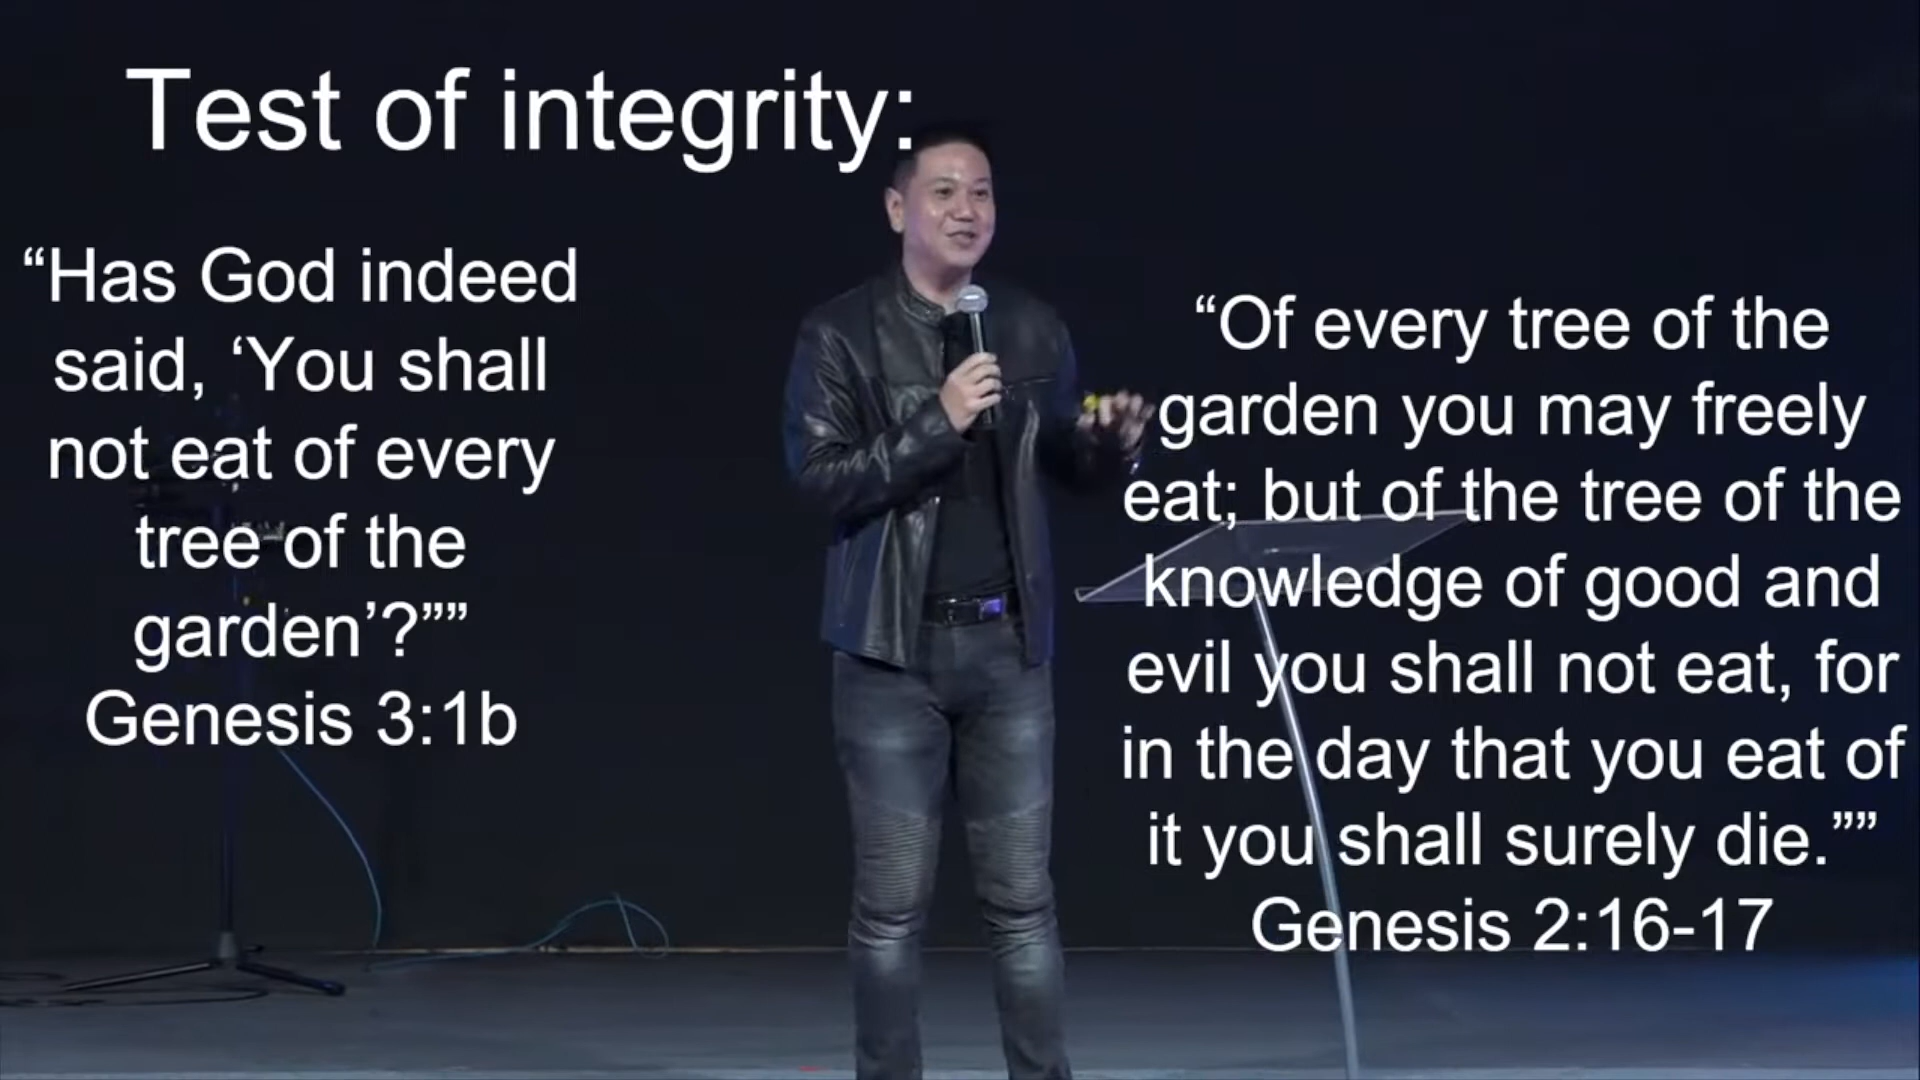 Test of integrity:
“Has God indeed
said, ‘You shall
not eat of every
tree of the
garden’?””
Genesis 3:1b
“Of every tree of the
garden you may freely
eat; but of the tree of the
knowledge of good and
evil you shall not eat, for
in the day that you eat of
it you shall surely die.””
Genesis 2:16-17